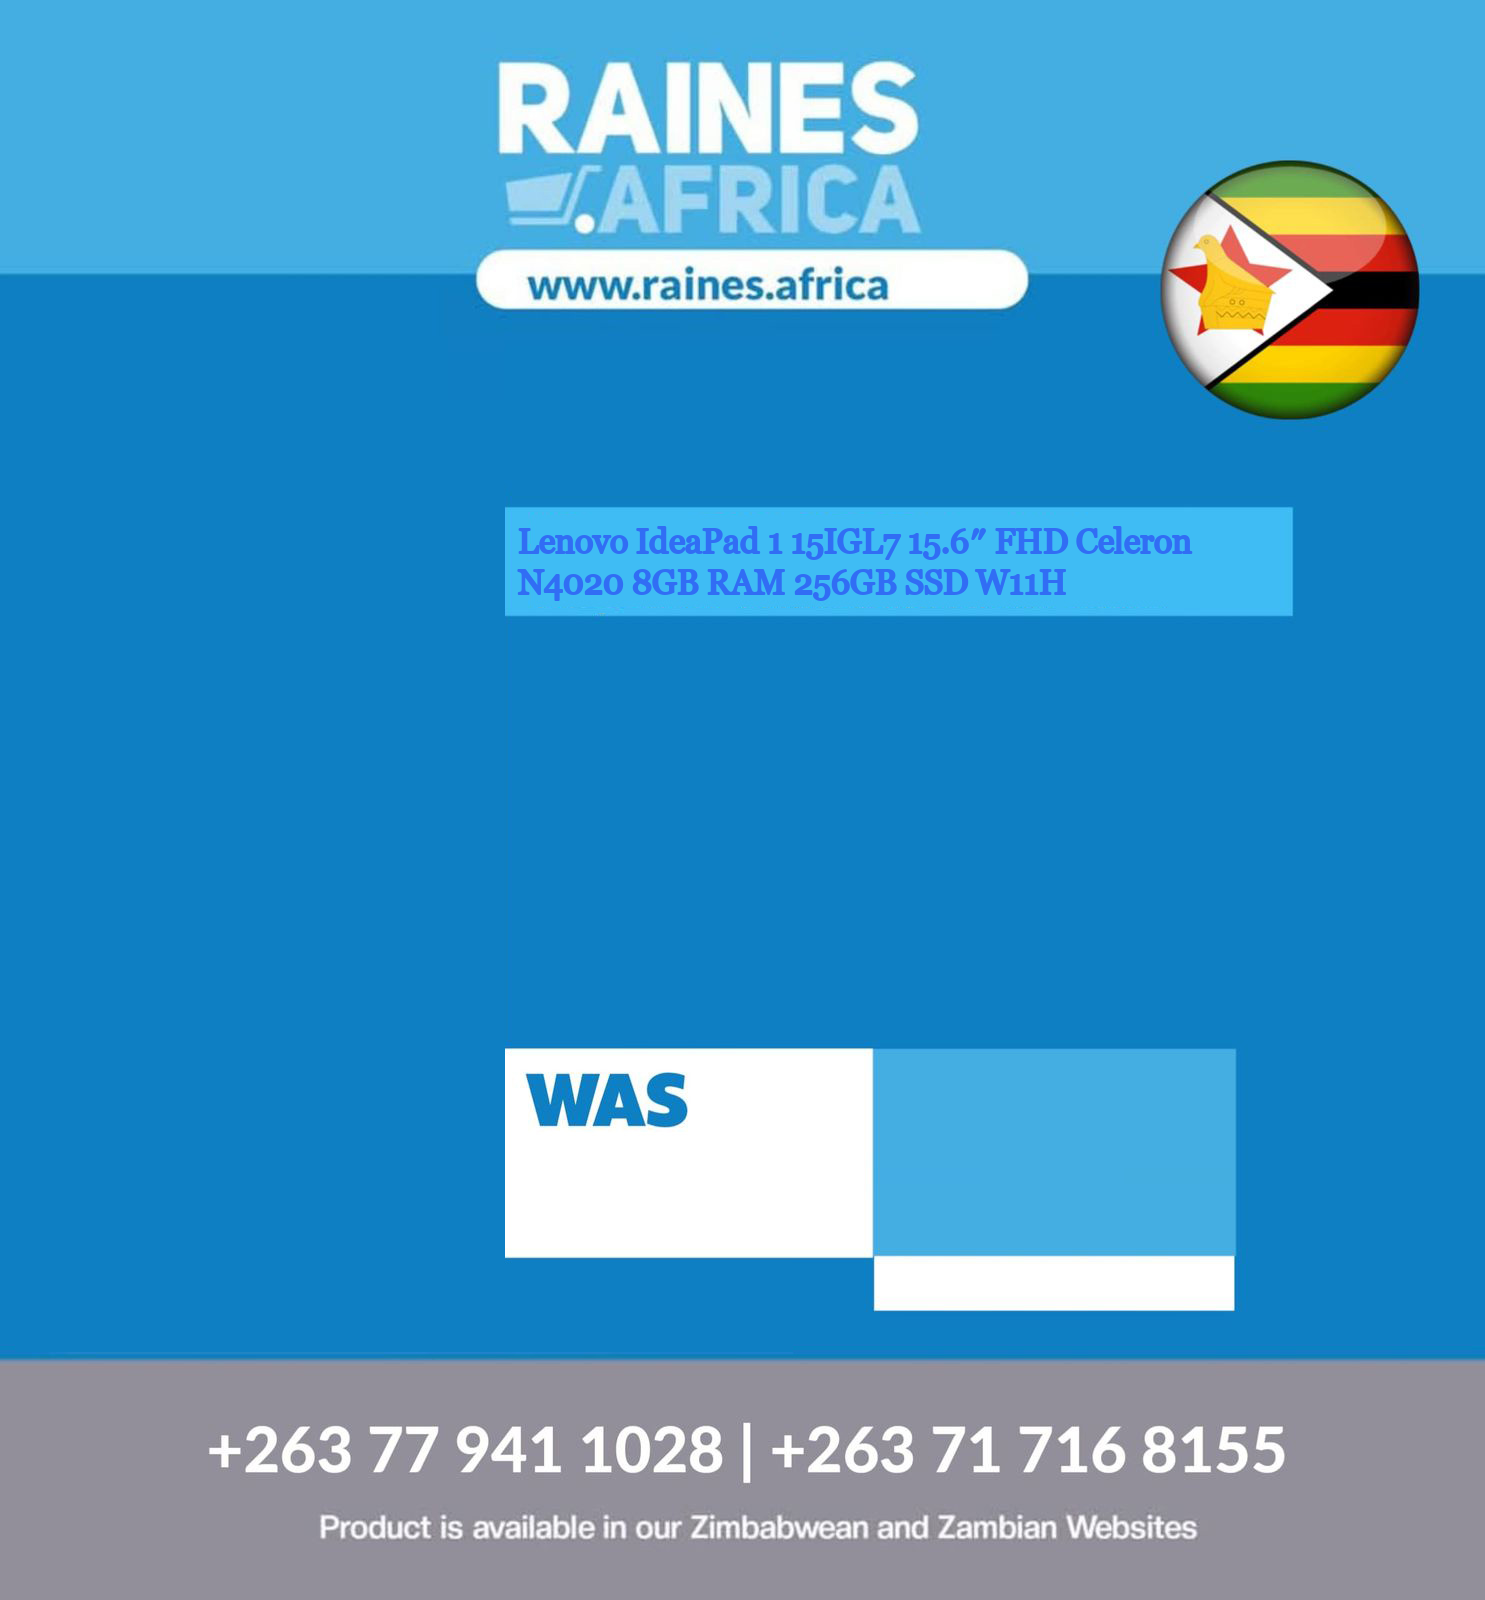 RAINES
.AFRICA
www.raines.africa
Lenovo IdeaPad 1 15IGL7 15.6″ FHD Celeron
N4020 8GB RAM 256GB SSD W11H
WAS
+263 77 941 1028 | +263 71 716 8155
Product is available in our Zimbabwean and Zambian Websites